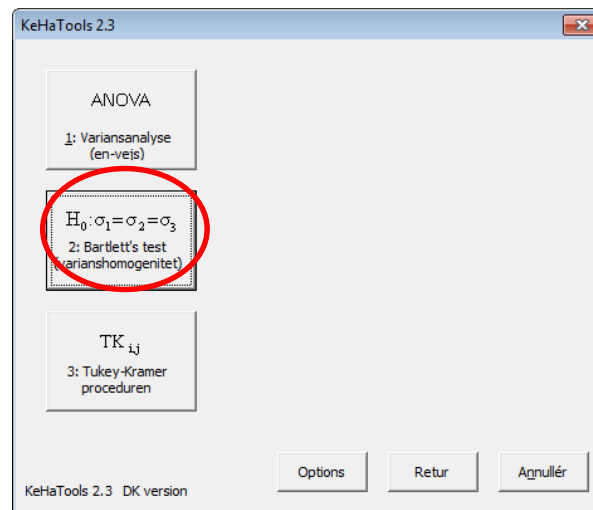 KeHaTools 2.3
ANOVA
1: Variansanalyse
(en-vejs)
H₀:σ₁=σ₂=σ₃
2: Bartlett's test
(varianshomogenitet)
TK i,j
3: Tukey-Kramer
proceduren
Options
Retur
Annullér
KeHaTools 2.3 DK version